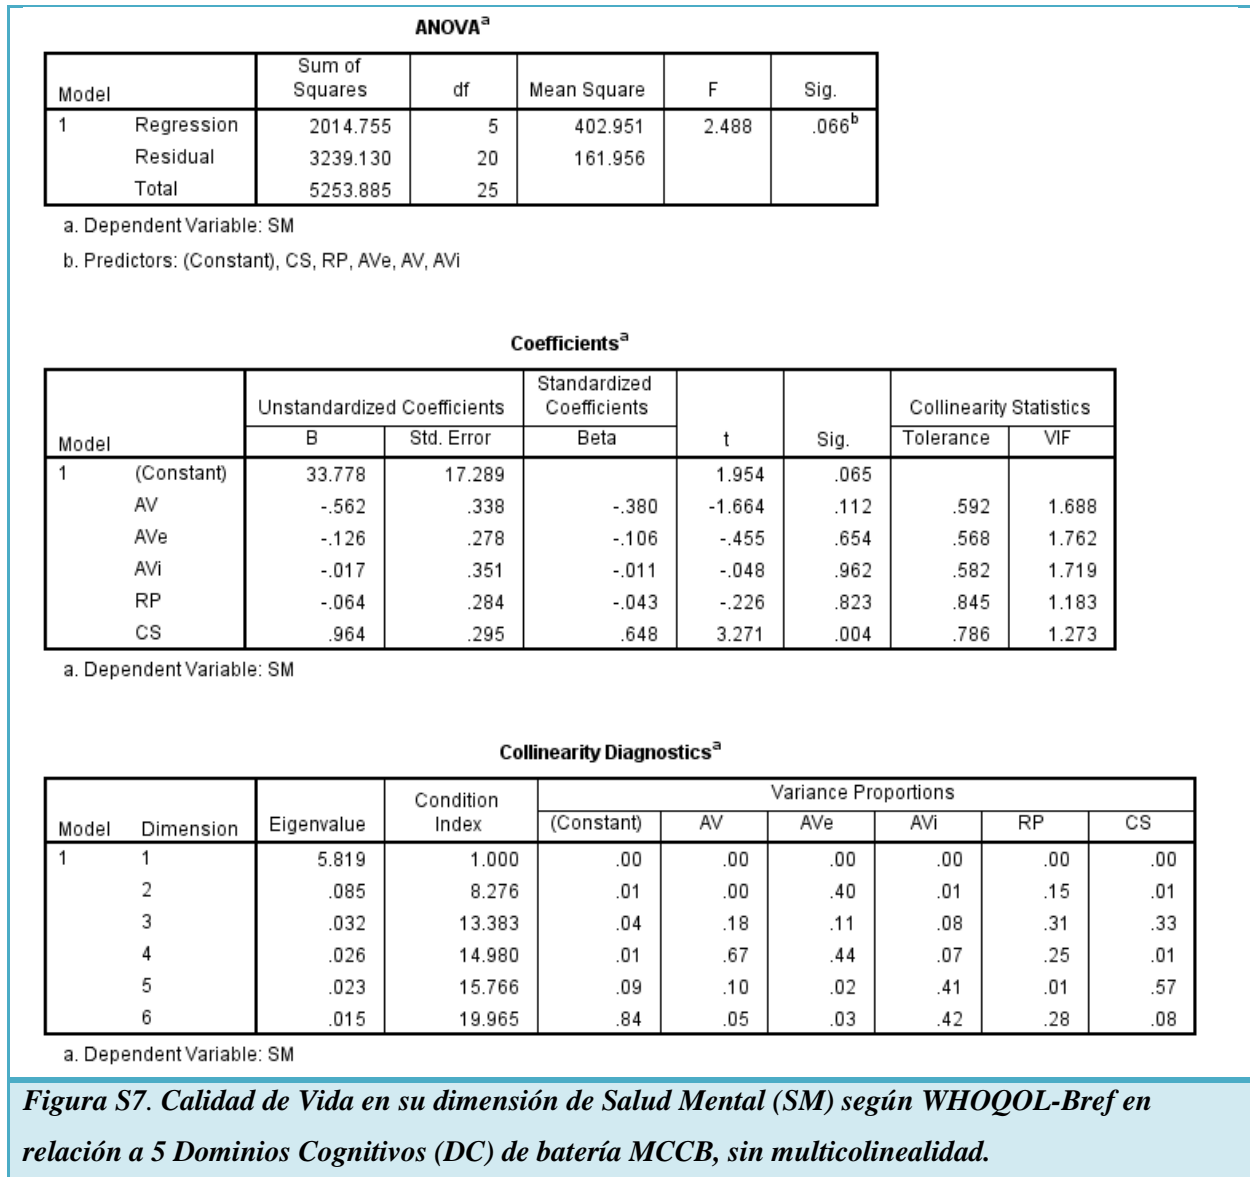 ANOVAa
Model Sum of Squares df Mean Square F Sig.
1 Regression 2014.755 5 402.951 2.488 .066b
Residual 3239.130 20 161.956
Total 5253.885 25
a. Dependent Variable: SM
b. Predictors: (Constant), CS, RP, AVe, AV, AVi
Coefficientsa
Model Unstandardized Coefficients Standardized Coefficients t Sig. Collinearity Statistics
B Std. Error Beta Tolerance VIF
1 (Constant) 33.778 17.289 1.954 .065
AV -.562 .338 -.380 -1.664 .112 .592 1.688
AVe -.126 .278 -.106 -.455 .654 .568 1.762
AVi -.017 .351 -.011 -.048 .962 .582 1.719
RP -.064 .284 -.043 -.226 .823 .845 1.183
CS .964 .295 .648 3.271 .004 .786 1.273
a. Dependent Variable: SM
Collinearity Diagnosticsa
Model Dimension Eigenvalue Condition Index Variance Proportions
(Constant) AV AVe AVi RP CS
1 1 5.819 1.000 .00 .00 .00 .00 .00 .00
2 .085 8.276 .01 .00 .40 .01 .15 .01
3 .032 13.383 .04 .18 .11 .08 .31 .33
4 .026 14.980 .01 .67 .44 .07 .25 .01
5 .023 15.766 .09 .10 .02 .41 .01 .57
6 .015 19.965 .84 .05 .03 .42 .28 .08
a. Dependent Variable: SM
Figura S7. Calidad de Vida en su dimensión de Salud Mental (SM) según WHOQOL-Bref en
relación a 5 Dominios Cognitivos (DC) de batería MCCB, sin multicolinealidad.